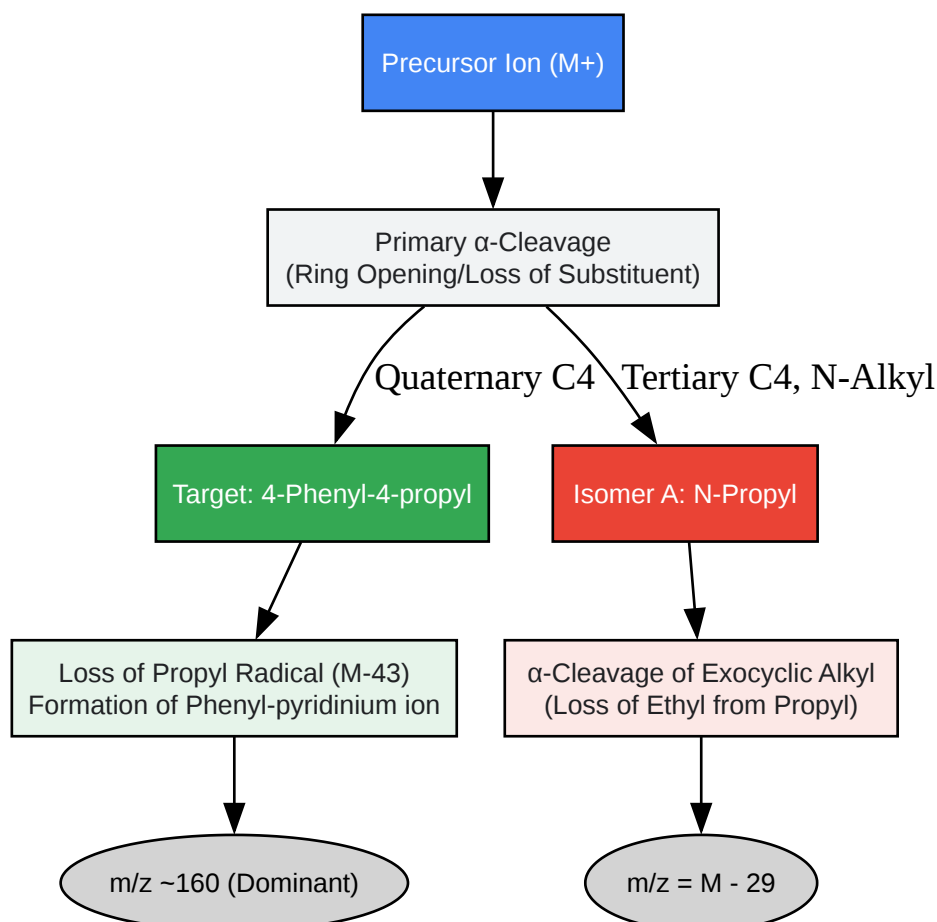 Precursor Ion (M+)
Primary α-Cleavage
(Ring Opening/Loss of Substituent)
Quaternary C4
Tertiary C4, N-Alkyl
Target: 4-Phenyl-4-propyl
Isomer A: N-Propyl
Loss of Propyl Radical (M-43)
Formation of Phenyl-pyridinium ion
α-Cleavage of Exocyclic Alkyl
(Loss of Ethyl from Propyl)
m/z ~160 (Dominant)
m/z = M - 29